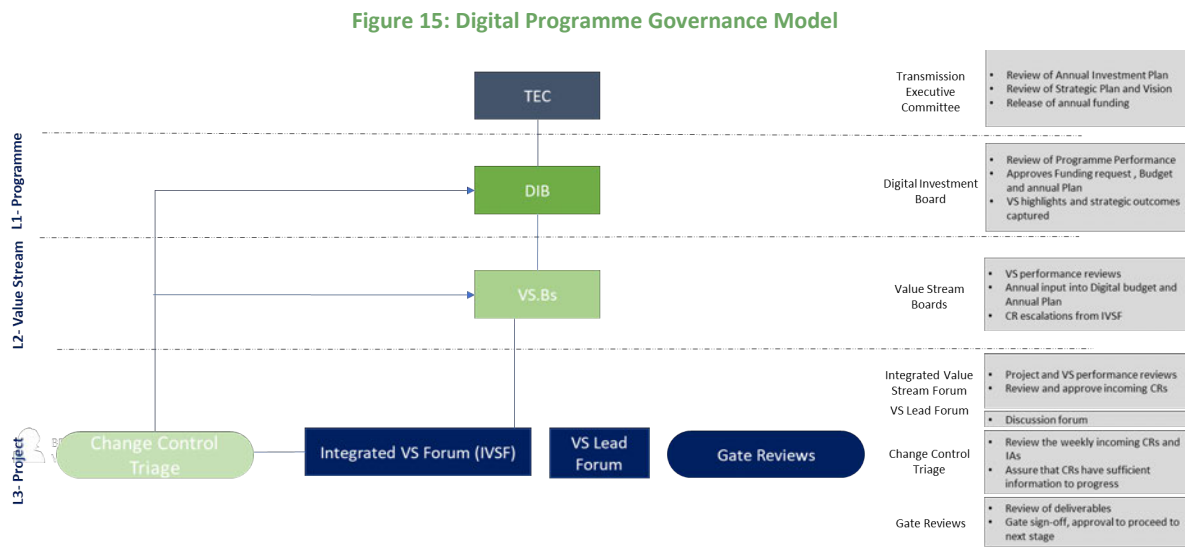 Figure 15: Digital Programme Governance Model
L1- Programme
L2- Value Stream
L3- Project
TEC
DIB
VS.Bs
Change Control
Triage
Integrated VS Forum (IVSF)
VS Lead
Forum
Gate Reviews
Transmission
Executive
Committee
• Review of Annual Investment Plan
• Review of Strategic Plan and Vision
• Release of annual funding
Digital Investment
Board
• Review of Programme Performance
• Approves Funding request , Budget
and annual Plan
• VS highlights and strategic outcomes
captured
Value Stream
Boards
• VS performance reviews
• Annual input into Digital budget and
Annual Plan
• CR escalations from IVSF
Integrated Value
Stream Forum
• Project and VS performance reviews
• Review and approve incoming CRs
VS Lead Forum
• Discussion forum
Change Control
Triage
• Review the weekly incoming CRs and
IAs
• Assure that CRs have sufficient
information to progress
Gate Reviews
• Review of deliverables
• Gate sign-off, approval to proceed to
next stage